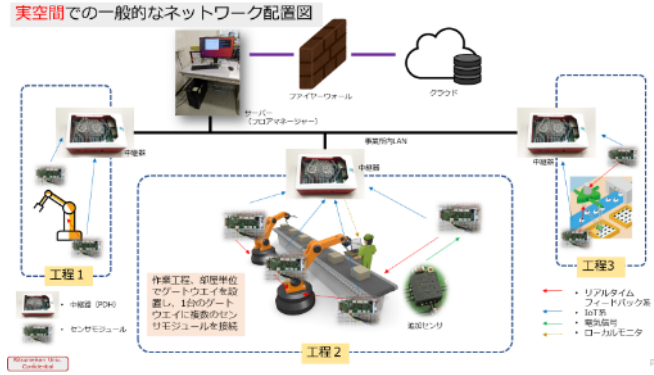 実空間での一般的なネットワーク配置図
ファイヤーウォール
クラウド
サーバー
(フロアマネージャー)
事業所内LAN
中継器
中継器
中継器
作業工程、部屋単位
でゲートウエイを設
置し、1台のゲート
ウエイに複数のセン
サモジュールを接続
追加センサ
工程1
工程2
工程3
・ 中継器（PDH）
・ センサモジュール
・ リアルタイム
フィードバック系
・ IoT系
・ 電気信号
・ ローカルモニタ
Ritsumeikan Univ.
Confidential